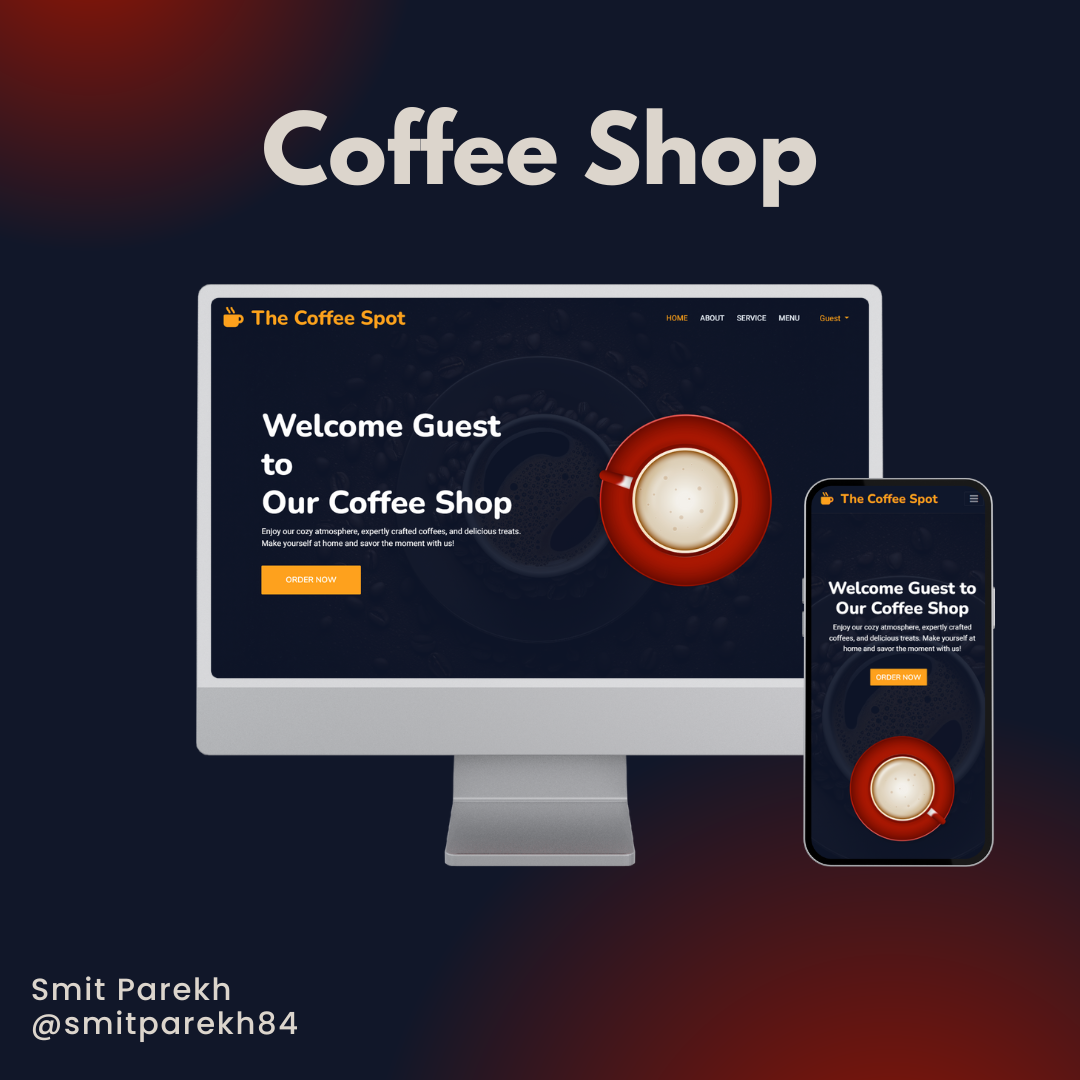 Coffee Shop
The Coffee Spot
HOME ABOUT SERVICE MENU Guest
Welcome Guest
to
Our Coffee Shop
Enjoy our cozy atmosphere, expertly crafted coffees, and delicious treats.
Make yourself at home and savor the moment with us!
ORDER NOW
The Coffee Spot
Welcome Guest to
Our Coffee Shop
Enjoy our cozy atmosphere, expertly crafted
coffees, and delicious treats. Make yourself at
home and savor the moment with us!
ORDER NOW
Smit Parekh
@smitparekh84